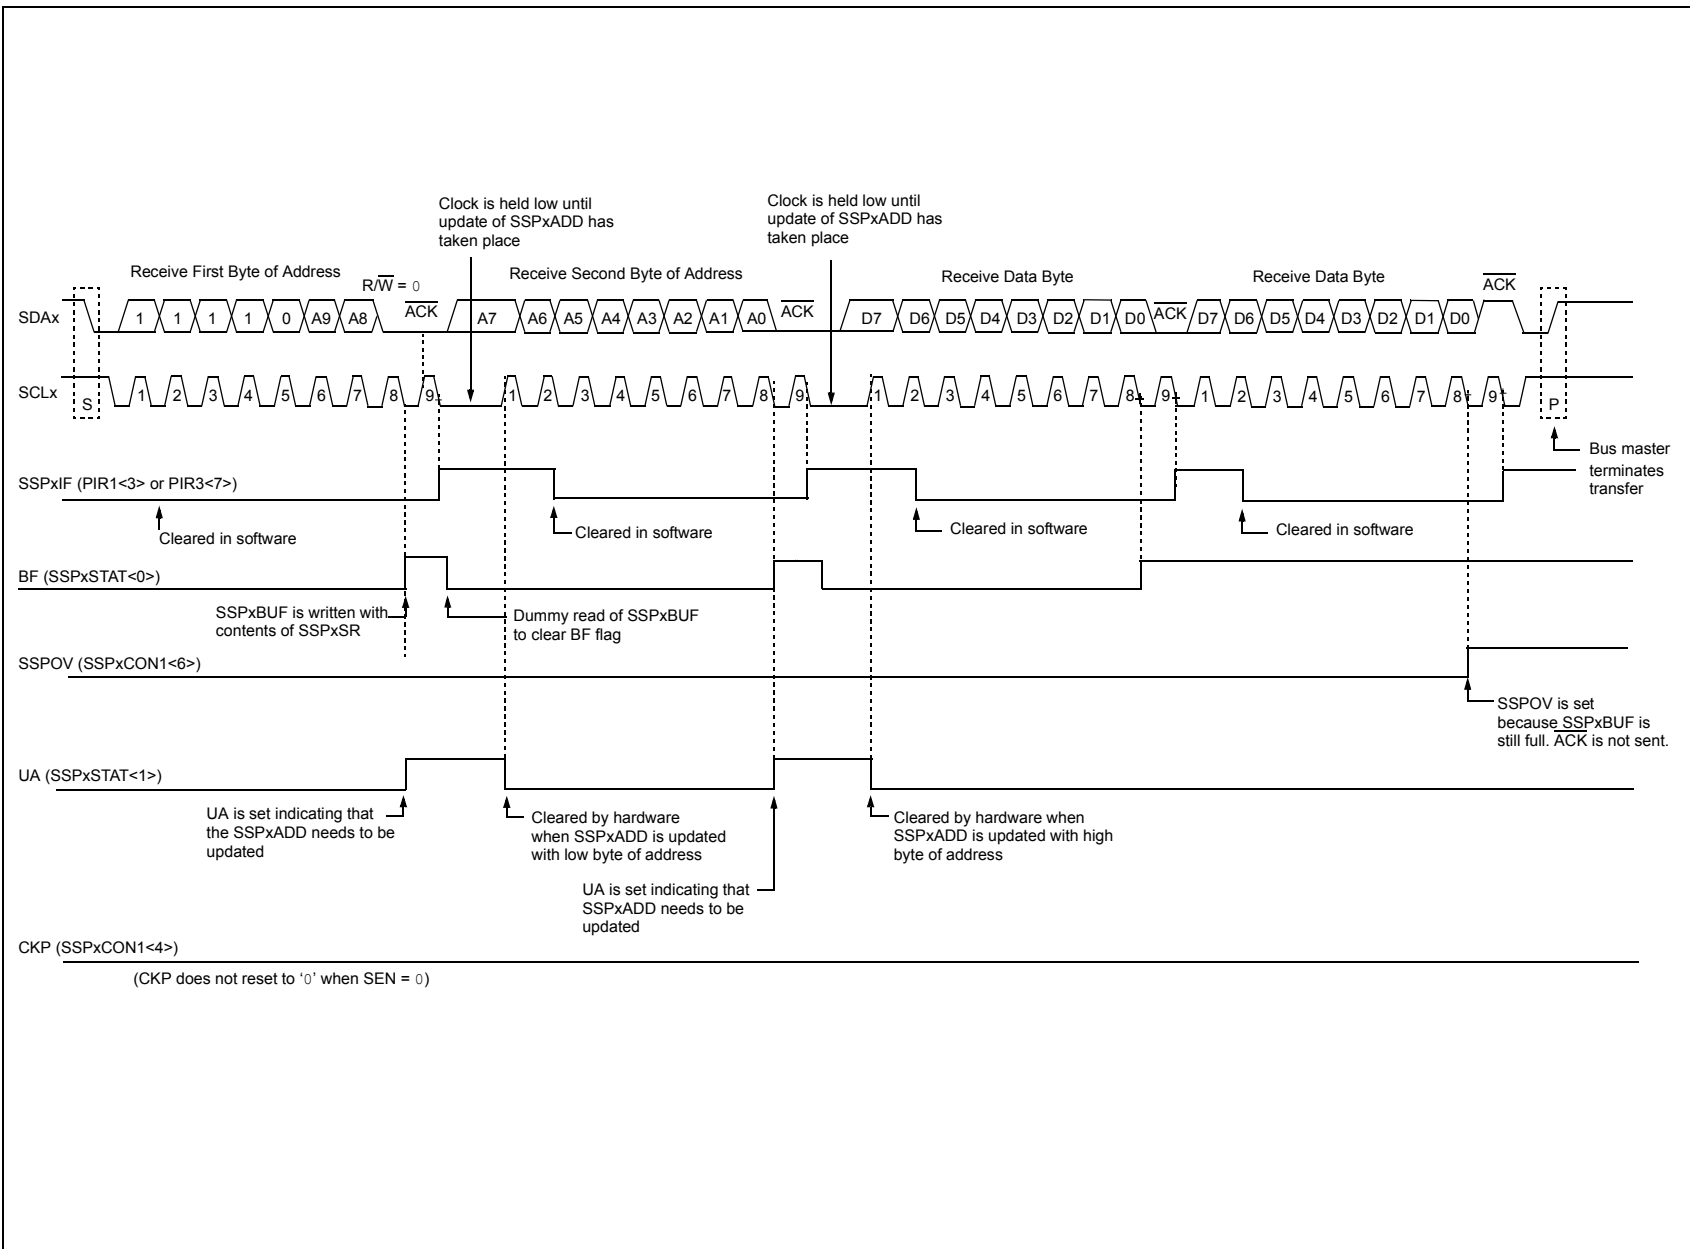 Clock is held low until
update of SSPxADD has
taken place
Clock is held low until
update of SSPxADD has
taken place
Receive First Byte of Address
R/W̅ = 0
Receive Second Byte of Address
Receive Data Byte
Receive Data Byte
SDAx
1 1 1 1 0 A9 A8 A̅C̅K̅ A7 A6 A5 A4 A3 A2 A1 A0 A̅C̅K̅ D7 D6 D5 D4 D3 D2 D1 D0 A̅C̅K̅ D7 D6 D5 D4 D3 D2 D1 D0 A̅C̅K̅
SCLx
S 1 2 3 4 5 6 7 8 9 1 2 3 4 5 6 7 8 9 1 2 3 4 5 6 7 8 9 1 2 3 4 5 6 7 8 9 P
Bus master
terminates
transfer
SSPxIF (PIR1<3> or PIR3<7>)
Cleared in software
Cleared in software
Cleared in software
Cleared in software
BF (SSPxSTAT<0>)
SSPxBUF is written with
contents of SSPxSR
Dummy read of SSPxBUF
to clear BF flag
SSPOV (SSPxCON1<6>)
SSPOV is set
because SSPxBUF is
still full. A̅C̅K̅ is not sent.
UA (SSPxSTAT<1>)
UA is set indicating that
the SSPxADD needs to be
updated
Cleared by hardware
when SSPxADD is updated
with low byte of address
UA is set indicating that
SSPxADD needs to be
updated
Cleared by hardware when
SSPxADD is updated with high
byte of address
CKP (SSPxCON1<4>)
(CKP does not reset to ‘0’ when SEN = 0)